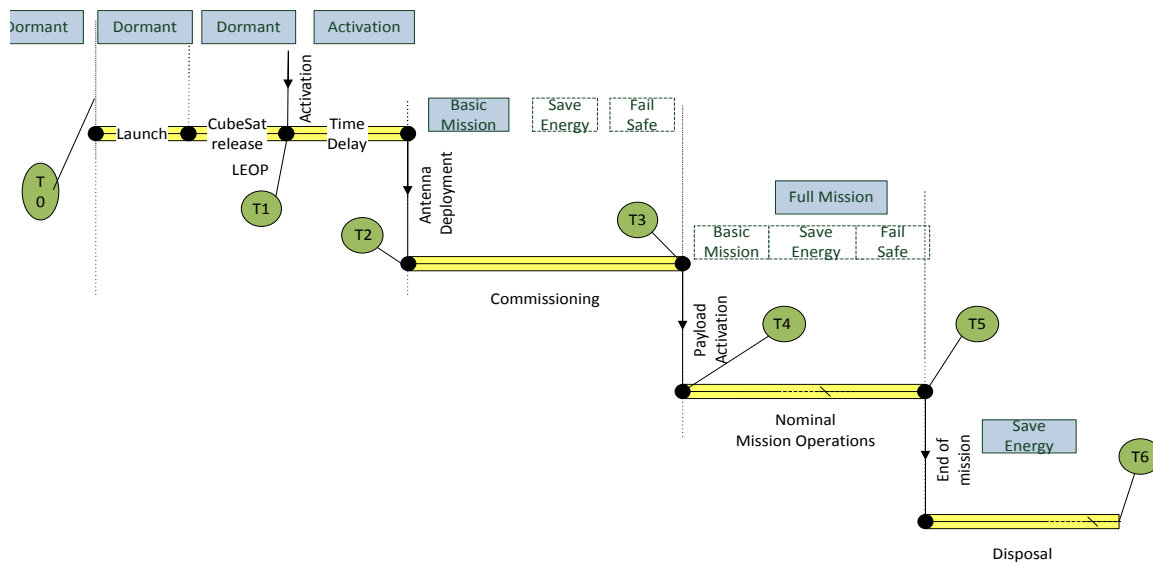 Dormant
Dormant
Dormant
Activation
Activation
Launch
CubeSat
release
Time
Delay
LEOP
T
0
T1
Basic
Mission
Save
Energy
Fail
Safe
Antenna
Deployment
T2
T3
Commissioning
Full Mission
Basic
Mission
Save
Energy
Fail
Safe
Payload
Activation
T4
T5
Nominal
Mission Operations
End of
mission
Save
Energy
T6
Disposal